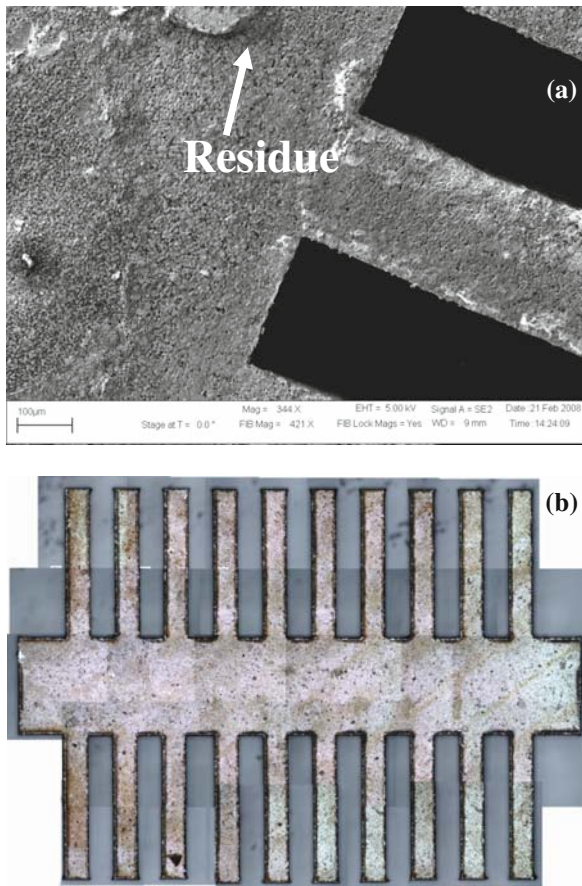 (a)
Residue
100µm
Mag = 344 X
EHT = 5.00 kV
Signal A = SE2
Date :21 Feb 2008
Stage at T = 0.0 °
FIB Mag = 421 X
FIB Lock Mags = Yes
WD = 9 mm
Time :14:24:09
(b)